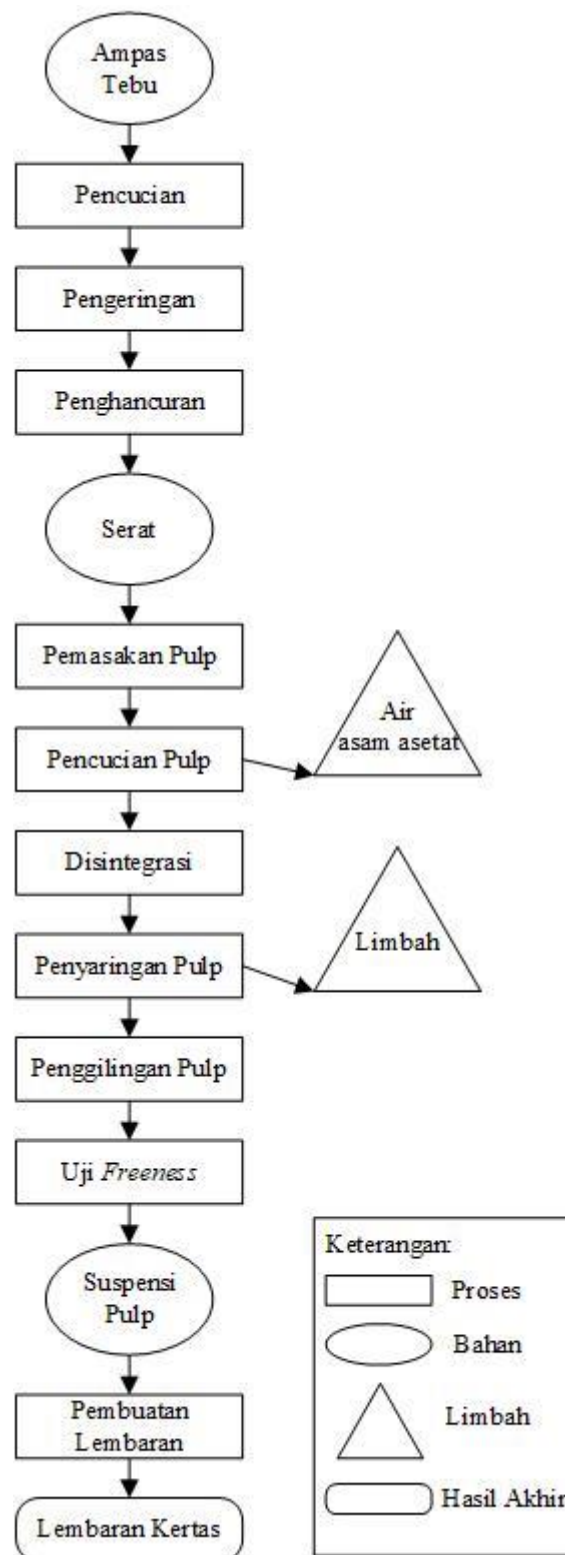 Ampas
Tebu
Pencucian
Pengeringan
Penghancuran
Serat
Pemasakan Pulp
Pencucian Pulp
Air
asam asetat
Disintegrasi
Penyaringan Pulp
Limbah
Penggilingan Pulp
Uji Freeness
Suspensi
Pulp
Pembuatan
Lembaran
Lembaran Kertas
Keterangan:
Proses
Bahan
Limbah
Hasil Akhir